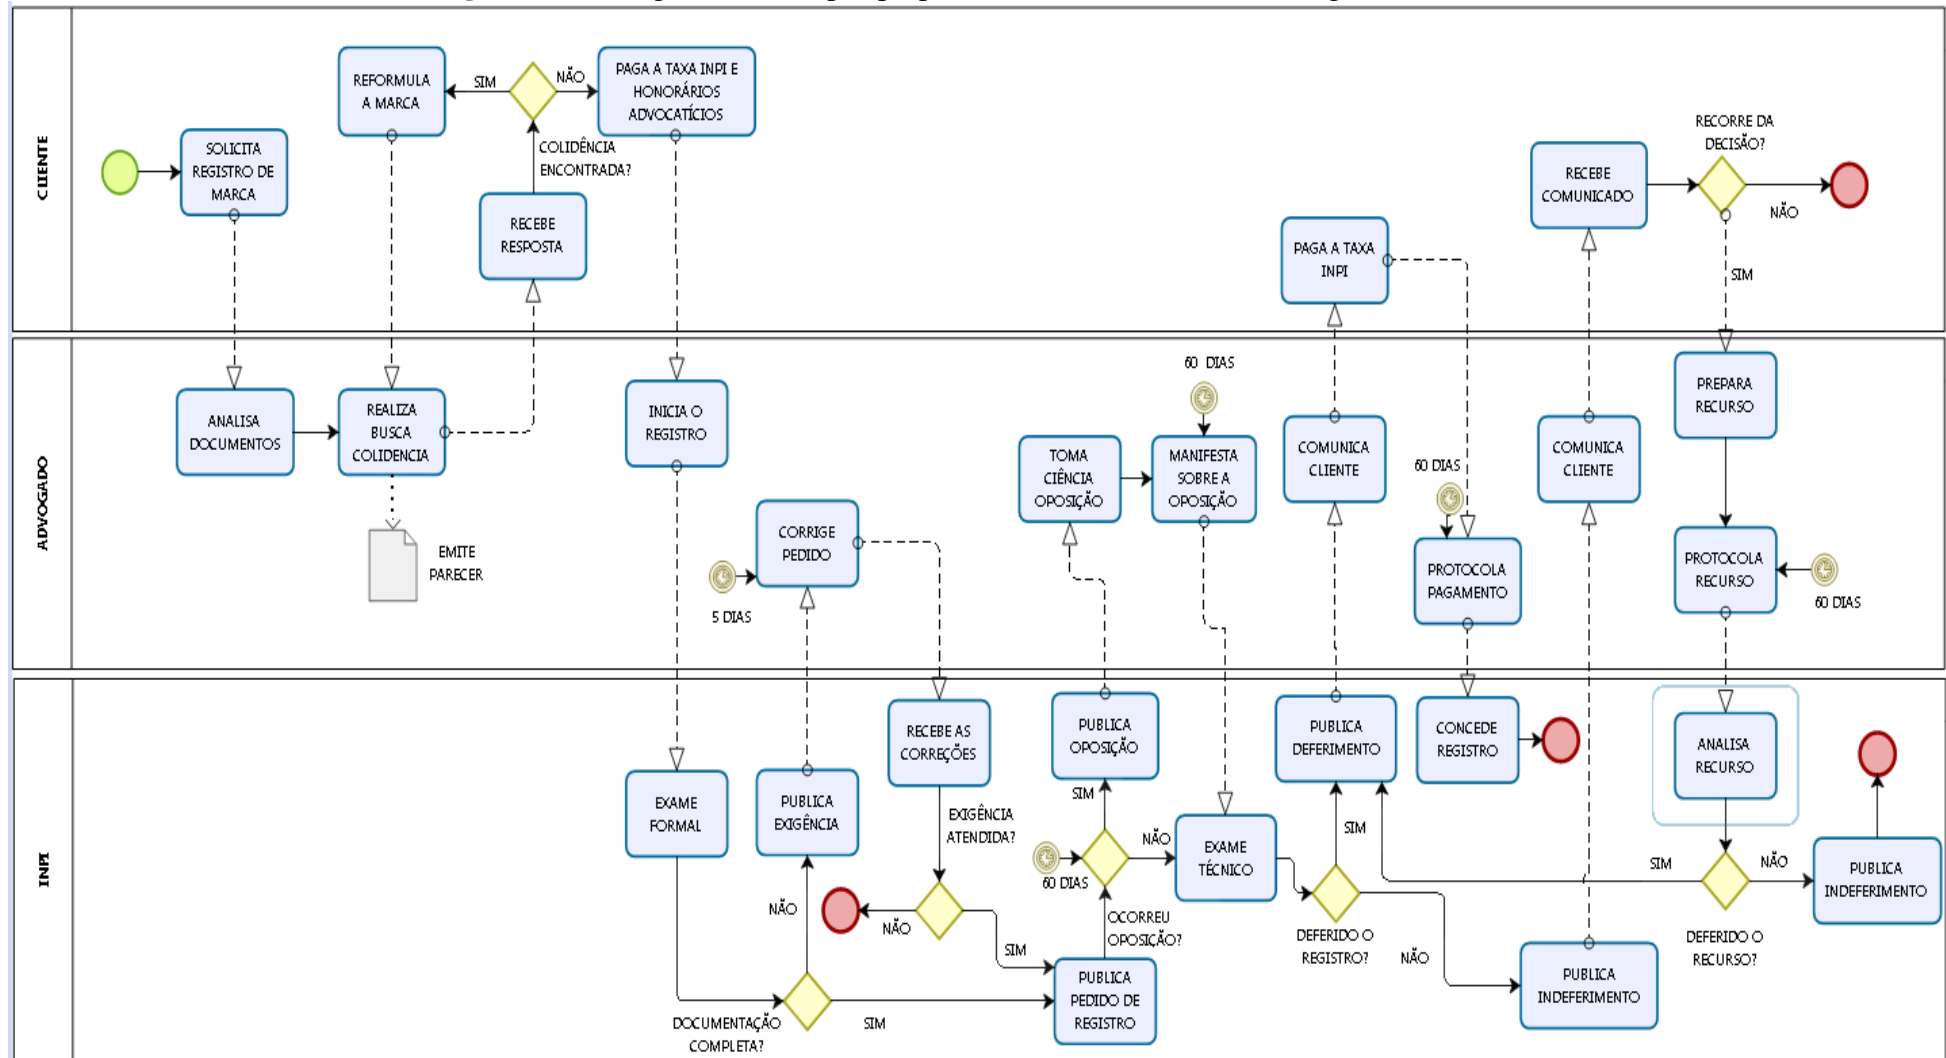 CLIENTE
SOLICITA
REGISTRO DE
MARCA
REFORMULA
A MARCA
SIM
NÃO
PAGA A TAXA INPI E
HONORÁRIOS
ADVOCATÍCIOS
COLIDÊNCIA
ENCONTRADA?
RECEBE
RESPOSTA
PAGA A TAXA
INPI
RECEBE
COMUNICADO
RECORRE DA
DECISÃO?
NÃO
SIM
ADVOGADO
ANALISA
DOCUMENTOS
REALIZA
BUSCA
COLIDENCIA
EMITE
PARECER
INICIA O
REGISTRO
CORRIGE
PEDIDO
5 DIAS
TOMA
CIÊNCIA
OPOSIÇÃO
60 DIAS
MANIFESTA
SOBRE A
OPOSIÇÃO
COMUNICA
CLIENTE
60 DIAS
PROTOCOLA
PAGAMENTO
COMUNICA
CLIENTE
PREPARA
RECURSO
PROTOCOLA
RECURSO
60 DIAS
INPI
EXAME
FORMAL
DOCUMENTAÇÃO
COMPLETA?
NÃO
SIM
PUBLICA
EXIGÊNCIA
RECEBE AS
CORREÇÕES
EXIGÊNCIA
ATENDIDA?
NÃO
SIM
PUBLICA
PEDIDO DE
REGISTRO
OCORREU
OPOSIÇÃO?
60 DIAS
SIM
NÃO
PUBLICA
OPOSIÇÃO
EXAME
TÉCNICO
DEFERIDO O
REGISTRO?
SIM
NÃO
PUBLICA
DEFERIMENTO
CONCEDE
REGISTRO
PUBLICA
INDEFERIMENTO
ANALISA
RECURSO
SIM
NÃO
DEFERIDO O
RECURSO?
PUBLICA
INDEFERIMENTO